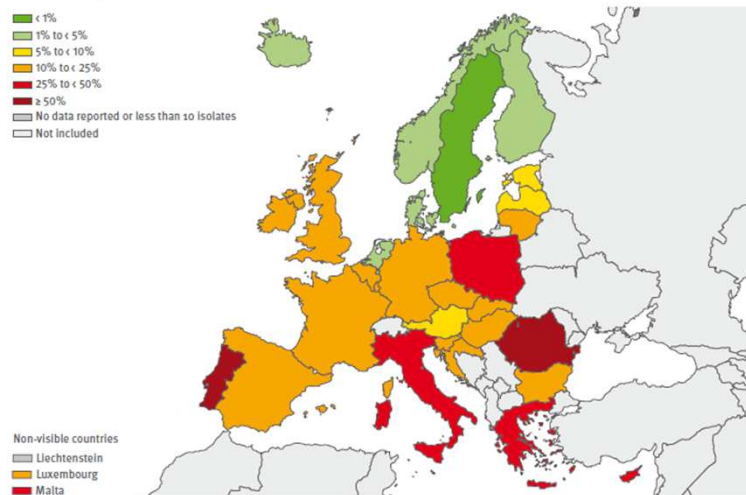 < 1%
1% to < 5%
5% to < 10%
10% to < 25%
25% to < 50%
≥ 50%
No data reported or less than 10 isolates
Not included
Non-visible countries
Liechtenstein
Luxembourg
Malta